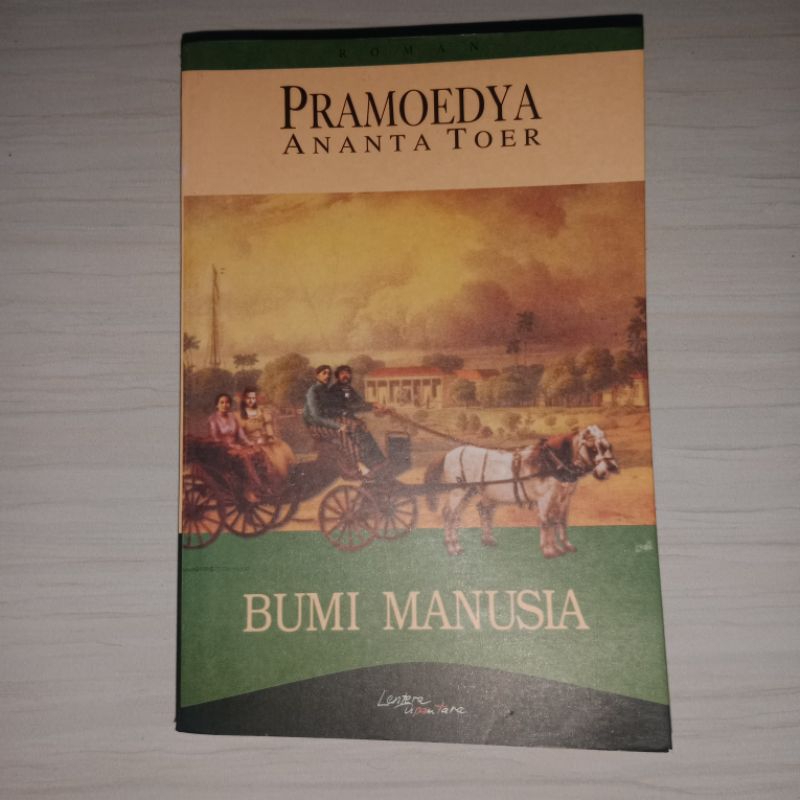 ROMAN
PRAMOEDYA
ANANTA TOER
BUMI MANUSIA
Lentera
Dipantara